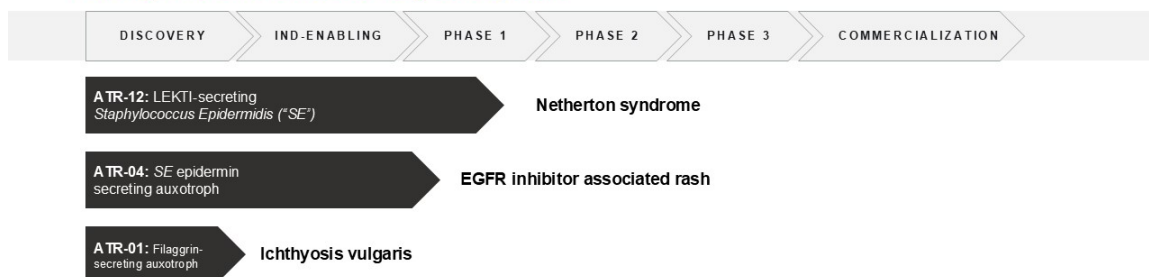 DISCOVERY IND-ENABLING PHASE 1 PHASE 2 PHASE 3 COMMERCIALIZATION
ATR-12: LEKTI-secreting
Staphylococcus Epidermidis ("SE")
Netherton syndrome
ATR-04: SE epidermin
secreting auxotroph
EGFR inhibitor associated rash
ATR-01: Filaggrin-
secreting auxotroph
Ichthyosis vulgaris